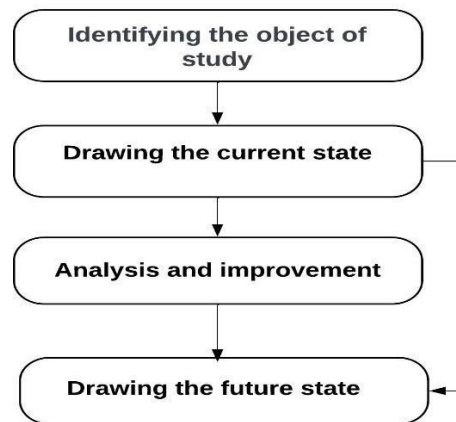 Identifying the object of
study
Drawing the current state
Analysis and improvement
Drawing the future state